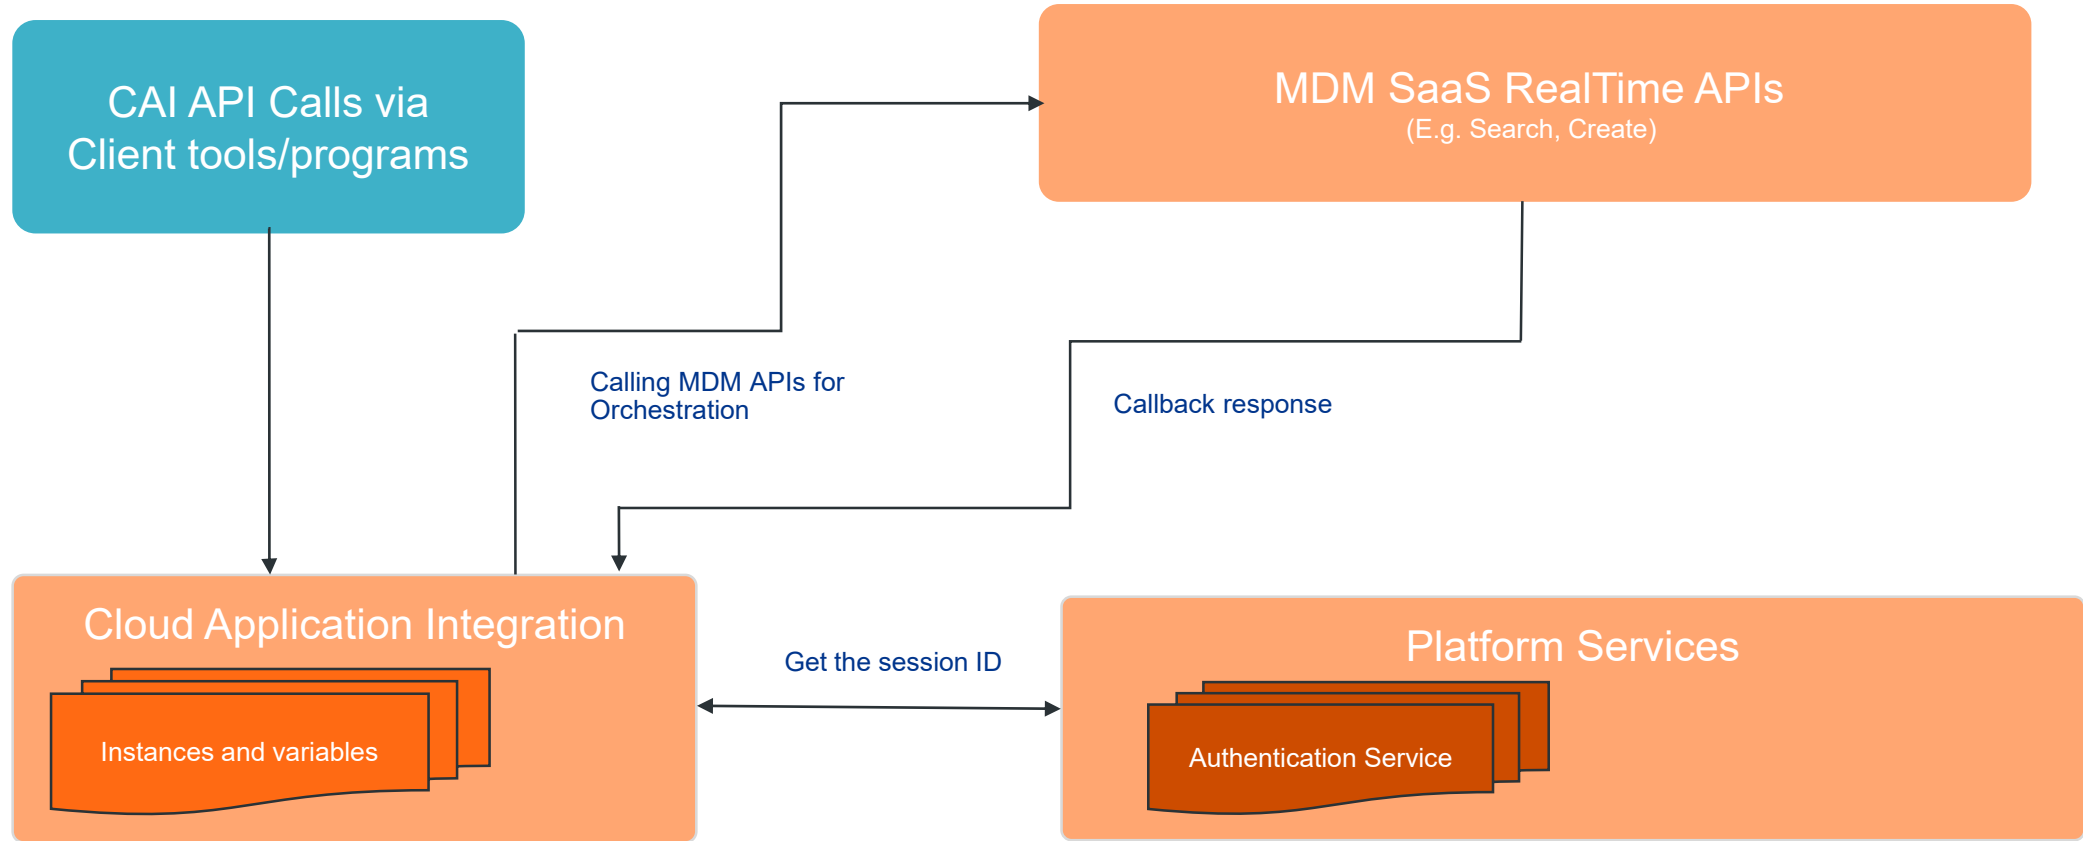 CAI API Calls via
Client tools/programs
MDM SaaS RealTime APIs
(E.g. Search, Create)
Calling MDM APIs for
Orchestration
Callback response
Cloud Application Integration
Instances and variables
Get the session ID
Platform Services
Authentication Service